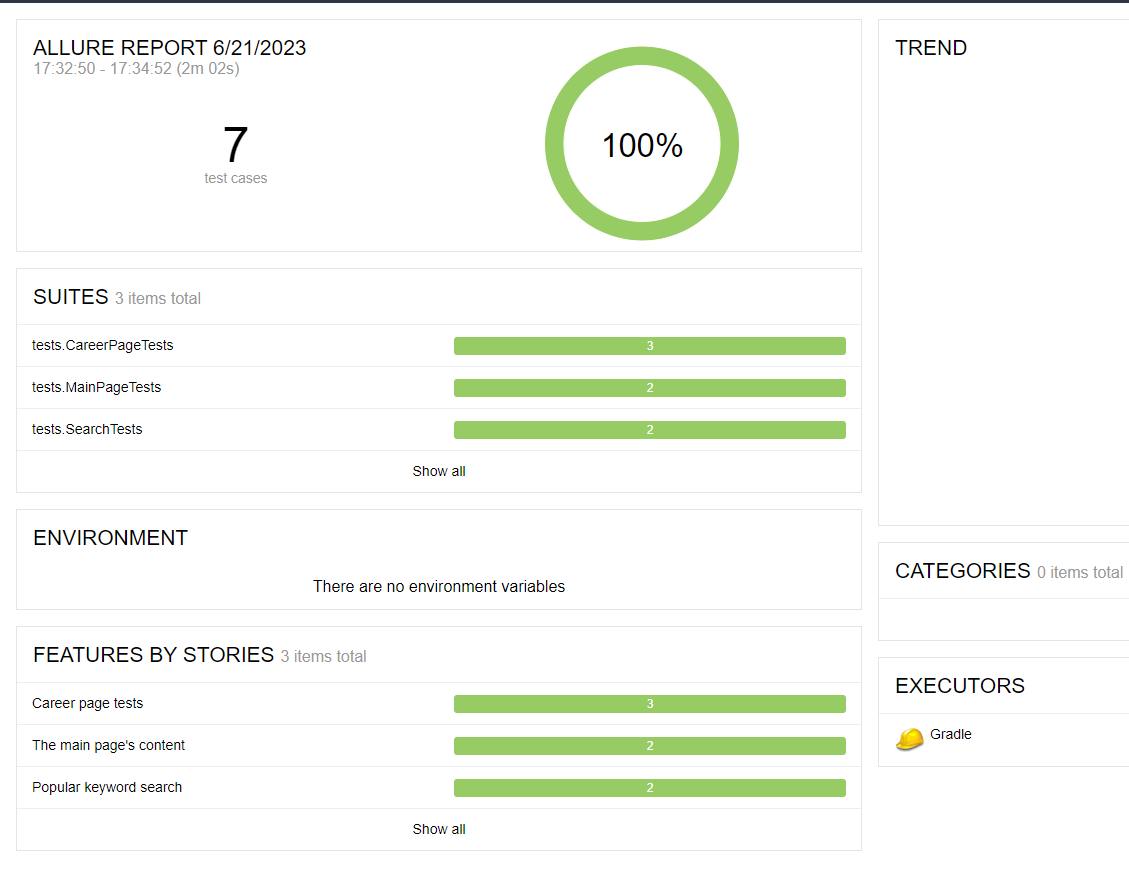 ALLURE REPORT 6/21/2023
17:32:50 - 17:34:52 (2m 02s)
7
test cases
100%
SUITES 3 items total
tests.CareerPageTests 3
tests.MainPageTests 2
tests.SearchTests 2
Show all
ENVIRONMENT
There are no environment variables
FEATURES BY STORIES 3 items total
Career page tests 3
The main page's content 2
Popular keyword search 2
Show all
TREND
CATEGORIES 0 items total
EXECUTORS
Gradle